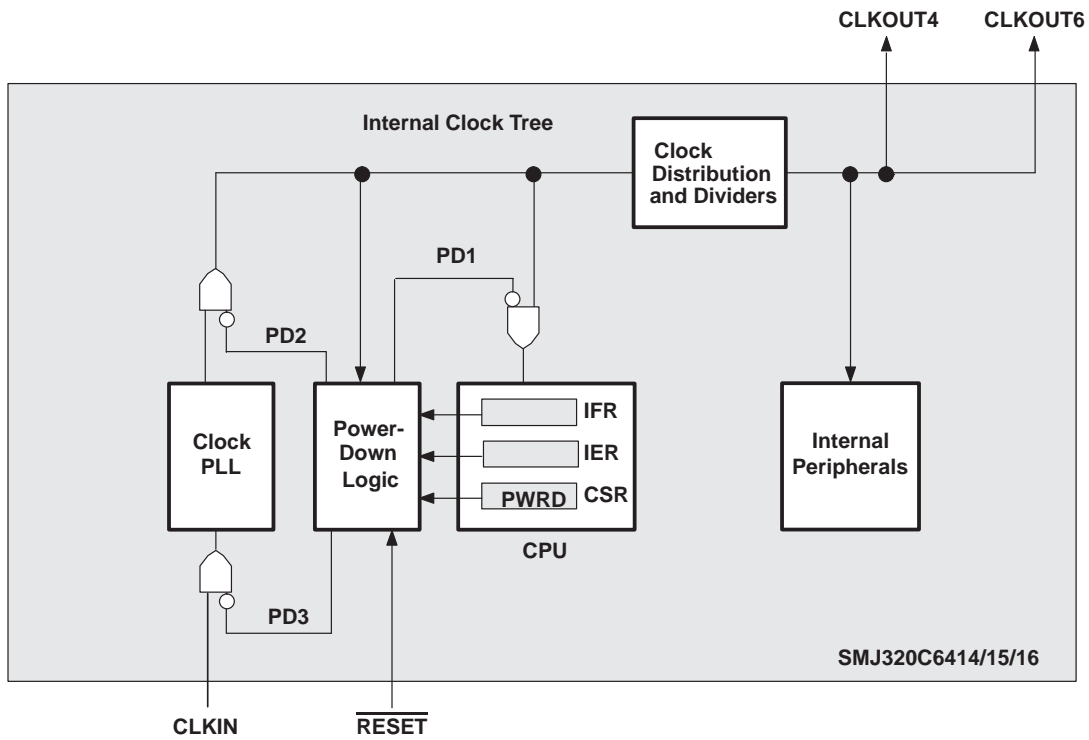 CLKOUT4 CLKOUT6
Internal Clock Tree
Clock
Distribution
and Dividers
PD1
PD2
Clock
PLL
Power-
Down
Logic
IFR
IER
PWRD CSR
CPU
Internal
Peripherals
PD3
SMJ320C6414/15/16
CLKIN RESET